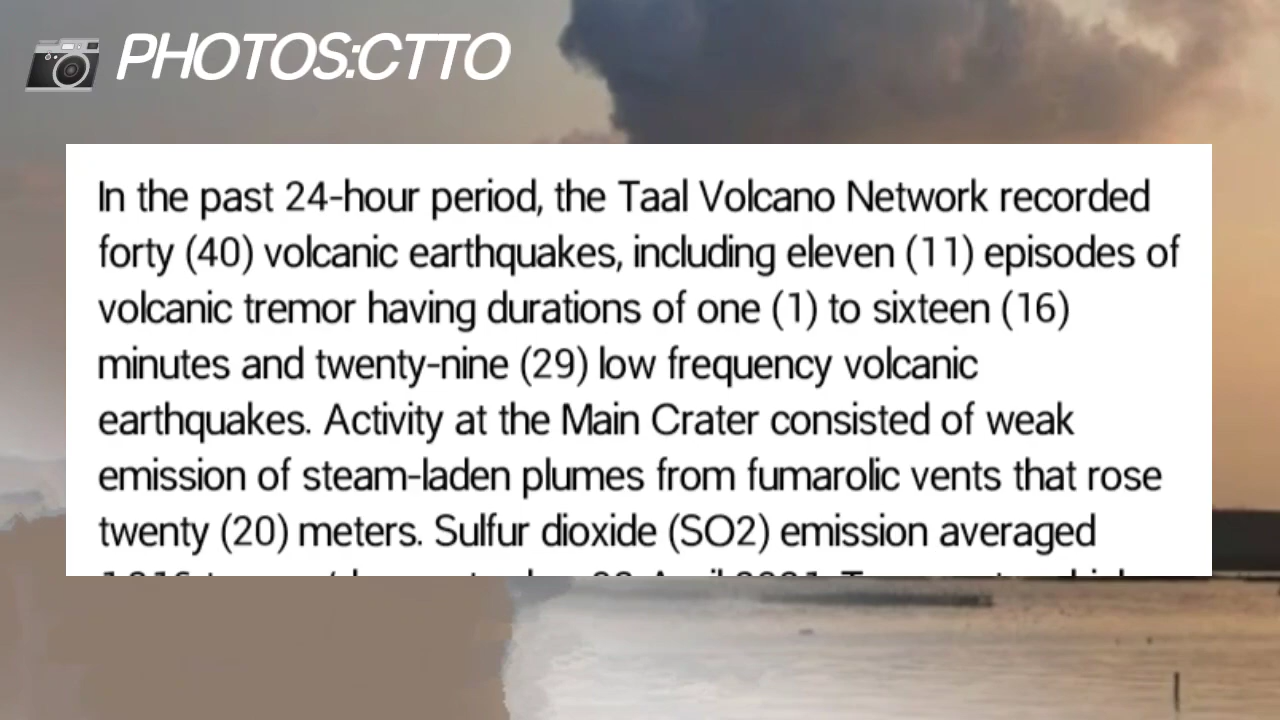 PHOTOS:CTTO
In the past 24-hour period, the Taal Volcano Network recorded
forty (40) volcanic earthquakes, including eleven (11) episodes of
volcanic tremor having durations of one (1) to sixteen (16)
minutes and twenty-nine (29) low frequency volcanic
earthquakes. Activity at the Main Crater consisted of weak
emission of steam-laden plumes from fumarolic vents that rose
twenty (20) meters. Sulfur dioxide (SO2) emission averaged